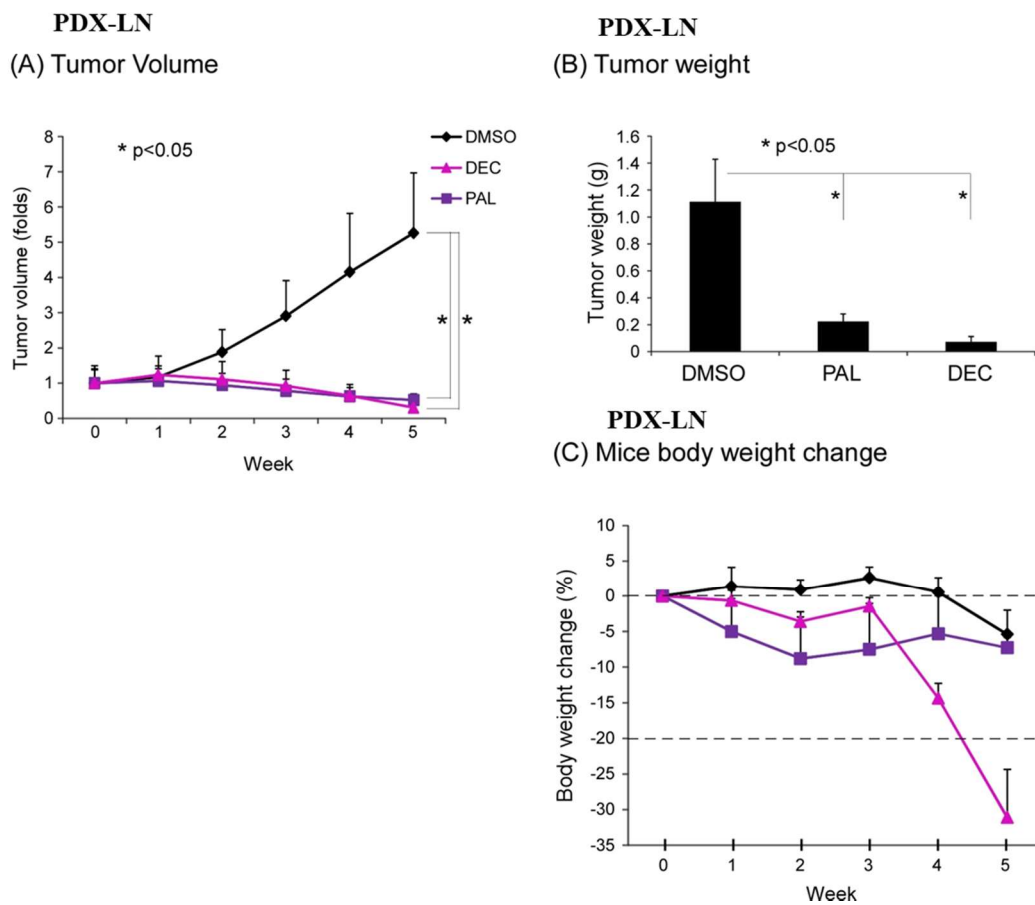 PDX-LN
(A) Tumor Volume
Tumor volume (folds)
8
7
6
5
4
3
2
1
0
* p<0.05
DMSO
DEC
PAL
* *
0 1 2 3 4 5
Week
PDX-LN
(B) Tumor weight
Tumor weight (g)
1.6
1.4
1.2
1.0
0.8
0.6
0.4
0.2
0
* p<0.05
* *
DMSO PAL DEC
PDX-LN
(C) Mice body weight change
Body weight change (%)
10
5
0
-5
-10
-15
-20
-25
-30
-35
0 1 2 3 4 5
Week